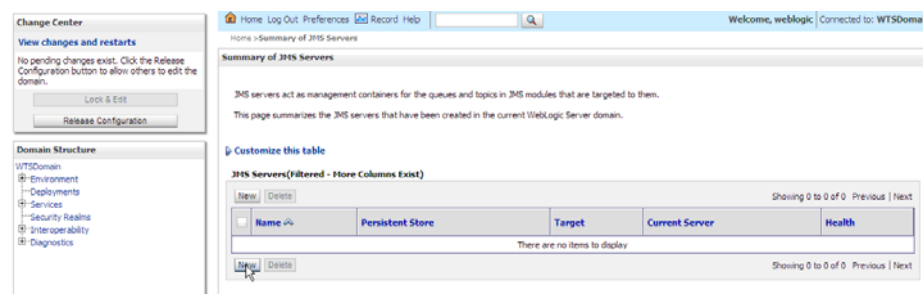 Change Center
View changes and restarts
No pending changes exist. Click the Release
Configuration button to allow others to edit the
domain.
Lock & Edit
Release Configuration
Domain Structure
WTSDomain
Environment
Deployments
Services
Security Realms
Interoperability
Diagnostics
Home Log Out Preferences Record Help
Welcome, weblogic Connected to: WTSDoma
Home >Summary of JMS Servers
Summary of JMS Servers
JMS servers act as management containers for the queues and topics in JMS modules that are targeted to them.
This page summarizes the JMS servers that have been created in the current WebLogic Server domain.
Customize this table
JMS Servers(Filtered - More Columns Exist)
New Delete Showing 0 to 0 of 0 Previous | Next
Name Persistent Store Target Current Server Health
There are no items to display
New Delete Showing 0 to 0 of 0 Previous | Next